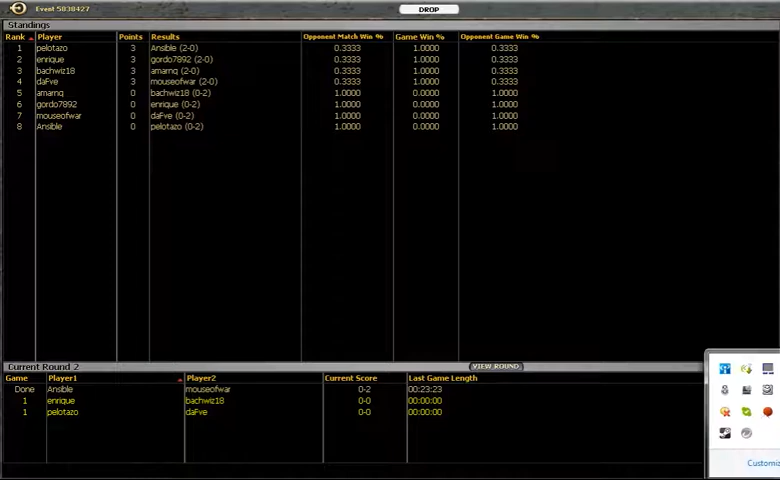 Event 5038427
DROP
Standings
Rank Player Points Results Opponent Match Win % Game Win % Opponent Game Win %
1 pelotazo 3 Ansible (2-0) 0.3333 1.0000 0.3333
2 enrique 3 gordo7892 (2-0) 0.3333 1.0000 0.3333
3 bachwiz18 3 amarnq (2-0) 0.3333 1.0000 0.3333
4 daFve 3 mouseofwar (2-0) 0.3333 1.0000 0.3333
5 amarnq 0 bachwiz18 (0-2) 1.0000 0.0000 1.0000
6 gordo7892 0 enrique (0-2) 1.0000 0.0000 1.0000
7 mouseofwar 0 daFve (0-2) 1.0000 0.0000 1.0000
8 Ansible 0 pelotazo (0-2) 1.0000 0.0000 1.0000
Current Round 2
VIEW ROUND
Game Player1 Player2 Current Score Last Game Length
Done Ansible mouseofwar 0-2 00:23:23
1 enrique bachwiz18 0-0 00:00:00
1 pelotazo daFve 0-0 00:00:00
Customiz